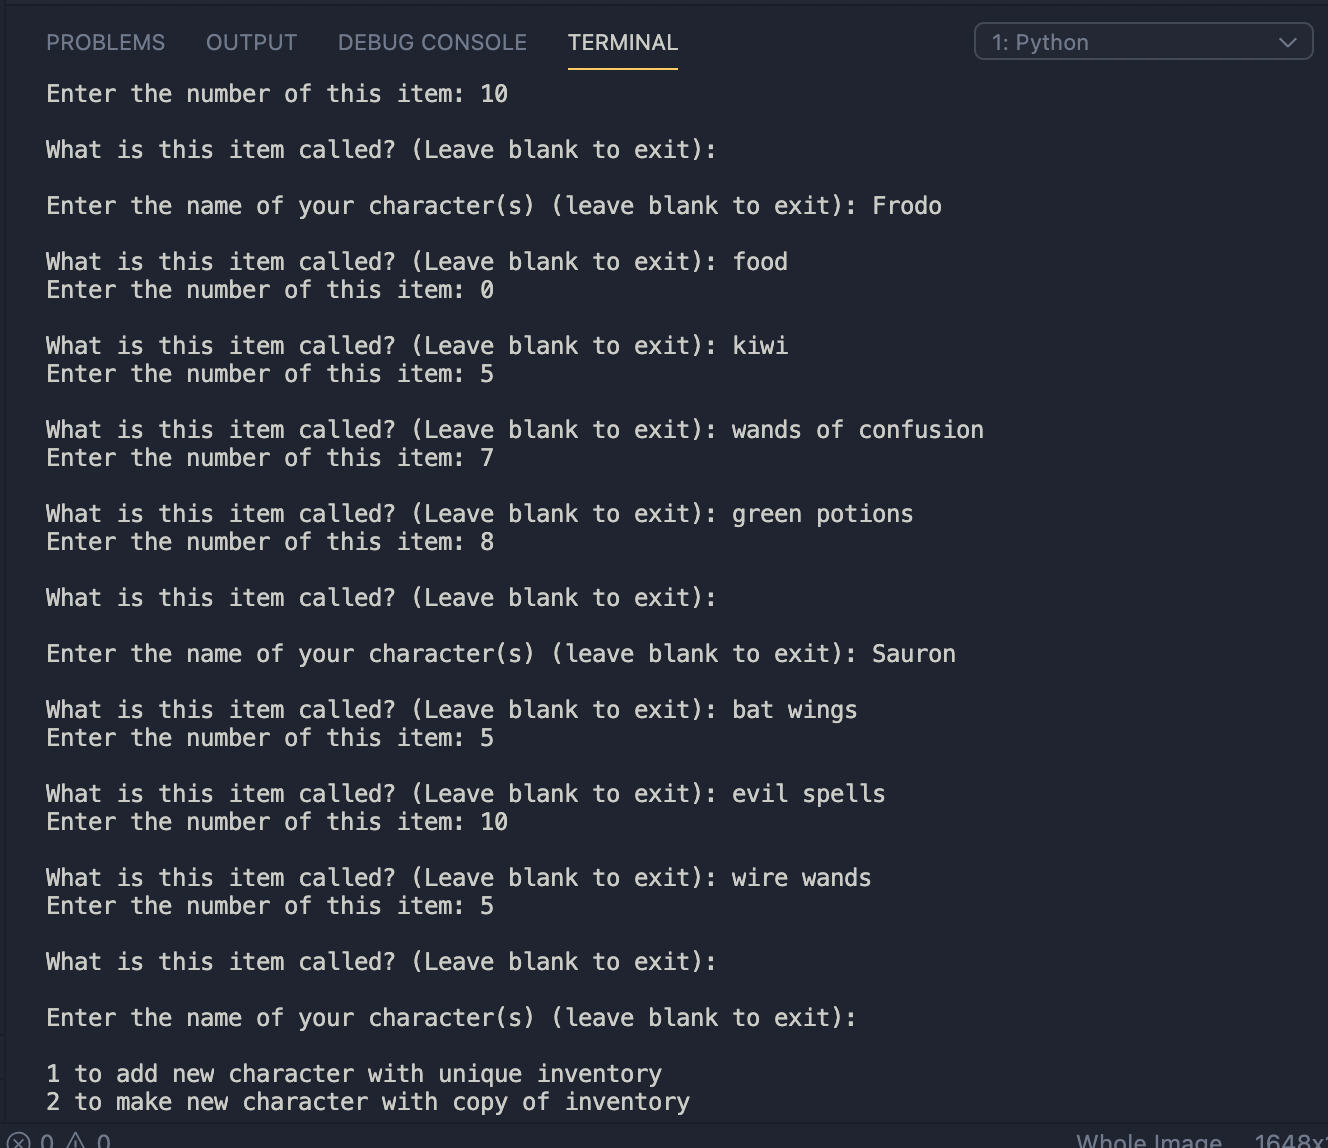 PROBLEMS OUTPUT DEBUG CONSOLE TERMINAL 1: Python
Enter the number of this item: 10
What is this item called? (Leave blank to exit):
Enter the name of your character(s) (leave blank to exit): Frodo
What is this item called? (Leave blank to exit): food
Enter the number of this item: 0
What is this item called? (Leave blank to exit): kiwi
Enter the number of this item: 5
What is this item called? (Leave blank to exit): wands of confusion
Enter the number of this item: 7
What is this item called? (Leave blank to exit): green potions
Enter the number of this item: 8
What is this item called? (Leave blank to exit):
Enter the name of your character(s) (leave blank to exit): Sauron
What is this item called? (Leave blank to exit): bat wings
Enter the number of this item: 5
What is this item called? (Leave blank to exit): evil spells
Enter the number of this item: 10
What is this item called? (Leave blank to exit): wire wands
Enter the number of this item: 5
What is this item called? (Leave blank to exit):
Enter the name of your character(s) (leave blank to exit):
1 to add new character with unique inventory
2 to make new character with copy of inventory
0 0 Whole Image 1648x